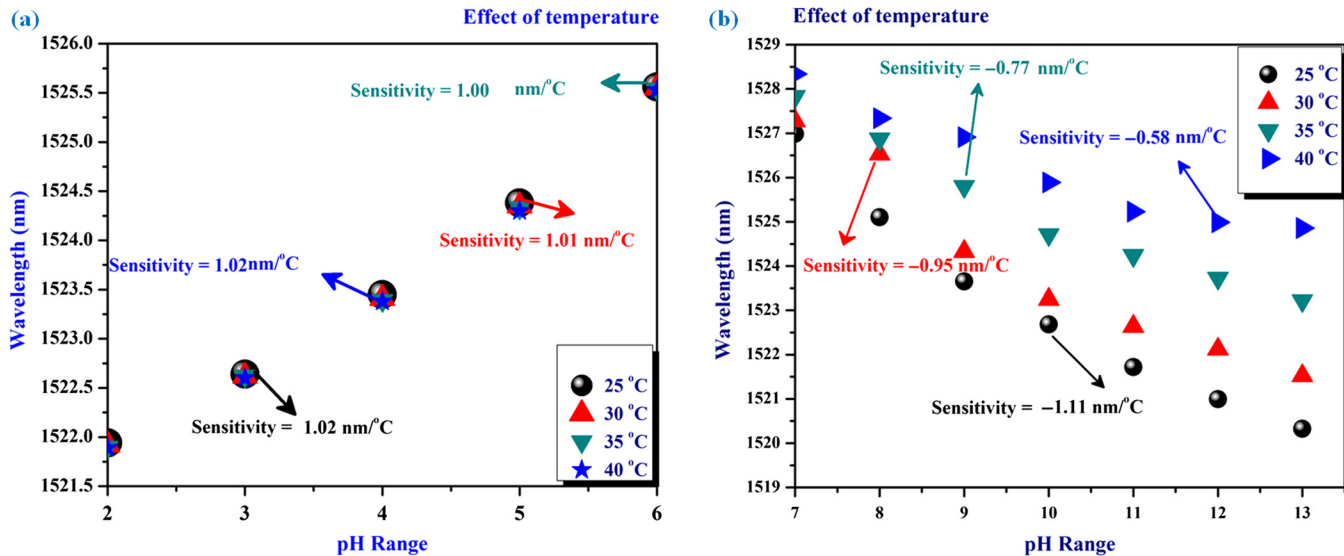 (a)
Effect of temperature
1526.0
1525.5
1525.0
1524.5
1524.0
1523.5
1523.0
1522.5
1522.0
1521.5
Wavelength (nm)
Sensitivity = 1.00 nm/°C
Sensitivity = 1.01 nm/°C
Sensitivity = 1.02nm/°C
Sensitivity = 1.02 nm/°C
25 °C
30 °C
35 °C
40 °C
2 3 4 5 6
pH Range
(b)
Effect of temperature
1529
1528
1527
1526
1525
1524
1523
1522
1521
1520
1519
Wavelength (nm)
Sensitivity = –0.77 nm/°C
Sensitivity = –0.58 nm/°C
Sensitivity = –0.95 nm/°C
Sensitivity = –1.11 nm/°C
25 °C
30 °C
35 °C
40 °C
7 8 9 10 11 12 13
pH Range